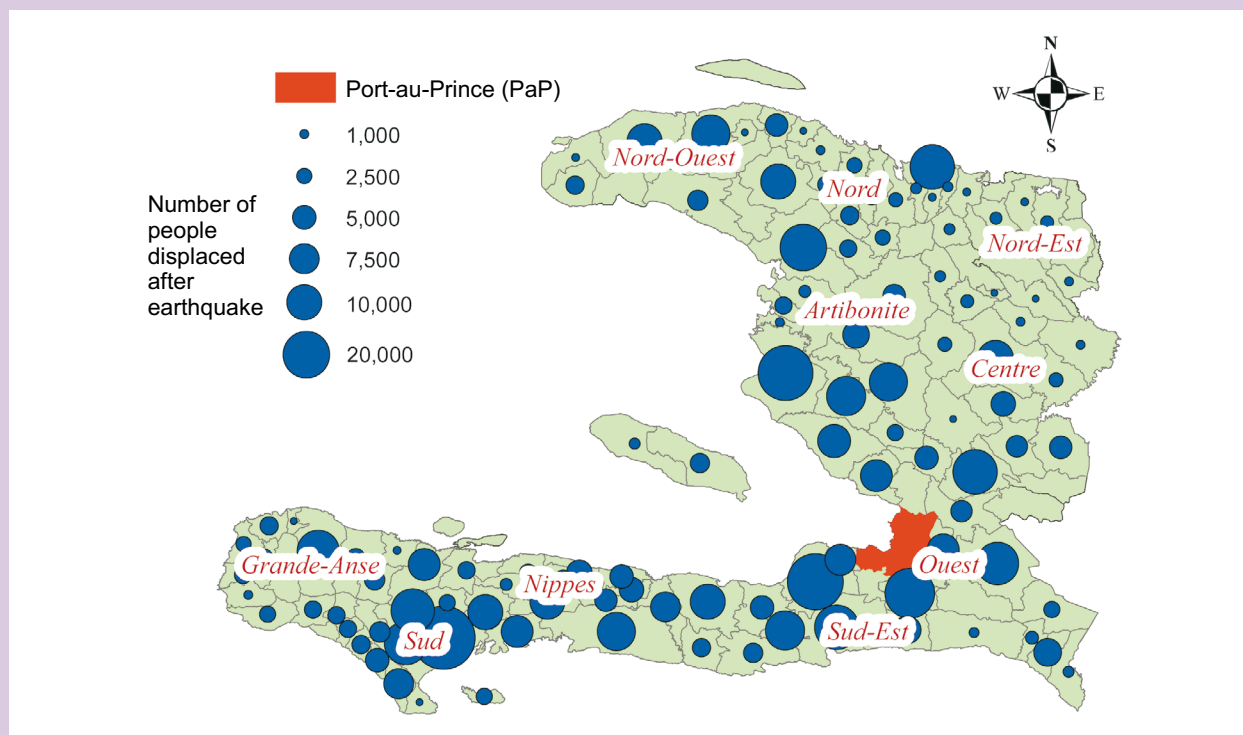 Port-au-Prince (PaP)
Number of
people
displaced
after
earthquake
1,000
2,500
5,000
7,500
10,000
20,000
N
W
E
S
Nord-Ouest
Nord
Nord-Est
Artibonite
Centre
Grande-Anse
Nippes
Ouest
Sud
Sud-Est